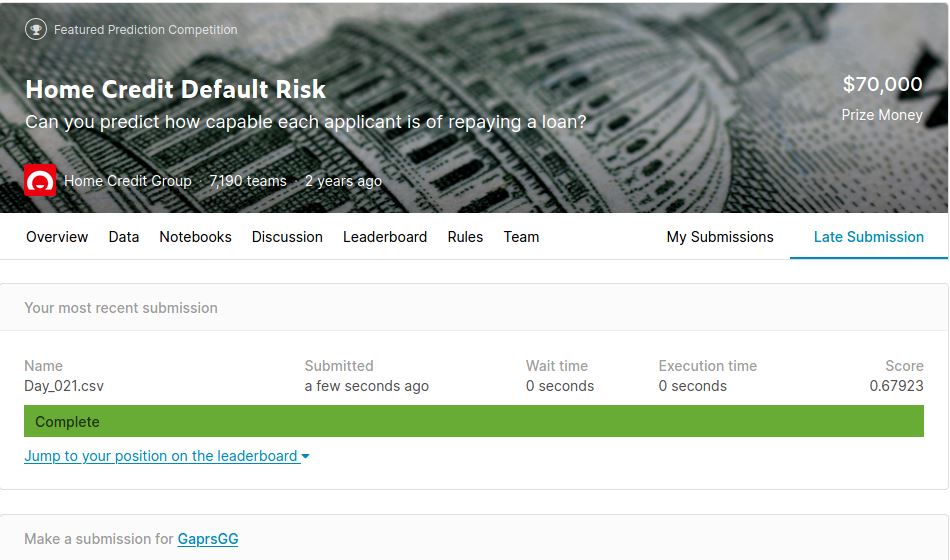 Featured Prediction Competition
Home Credit Default Risk
$70,000
Can you predict how capable each applicant is of repaying a loan?
Prize Money
Home Credit Group · 7,190 teams · 2 years ago
Overview Data Notebooks Discussion Leaderboard Rules Team My Submissions Late Submission
Your most recent submission
Name Submitted Wait time Execution time Score
Day_021.csv a few seconds ago 0 seconds 0 seconds 0.67923
Complete
Jump to your position on the leaderboard
Make a submission for GaprsGG